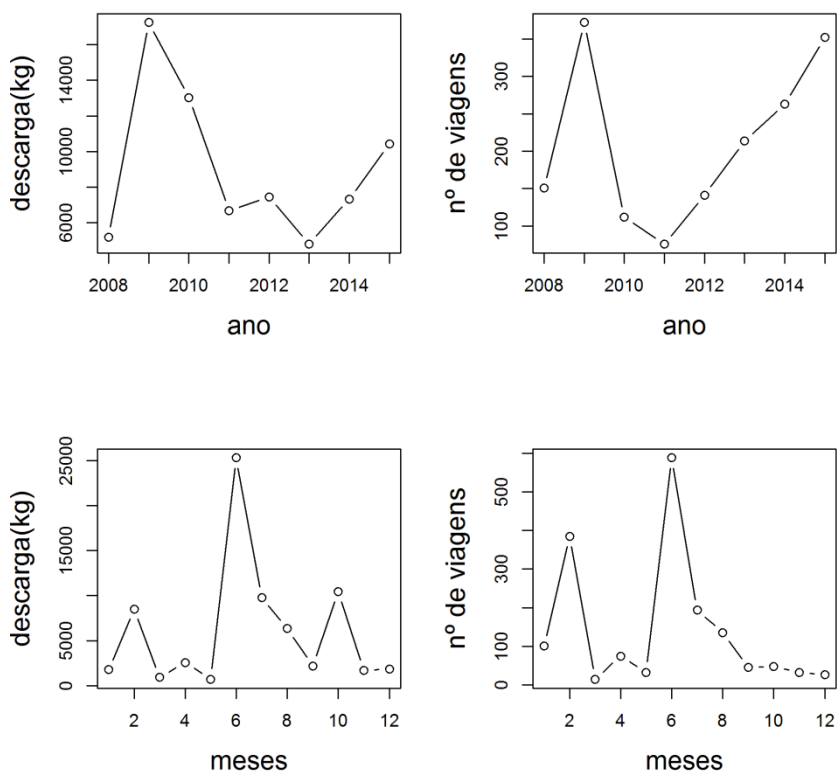 descarga(kg)
6000 10000 14000
2008 2010 2012 2014
ano
nº de viagens
100 200 300
2008 2010 2012 2014
ano
descarga(kg)
0 5000 15000 25000
2 4 6 8 10 12
meses
nº de viagens
0 100 300 500
2 4 6 8 10 12
meses